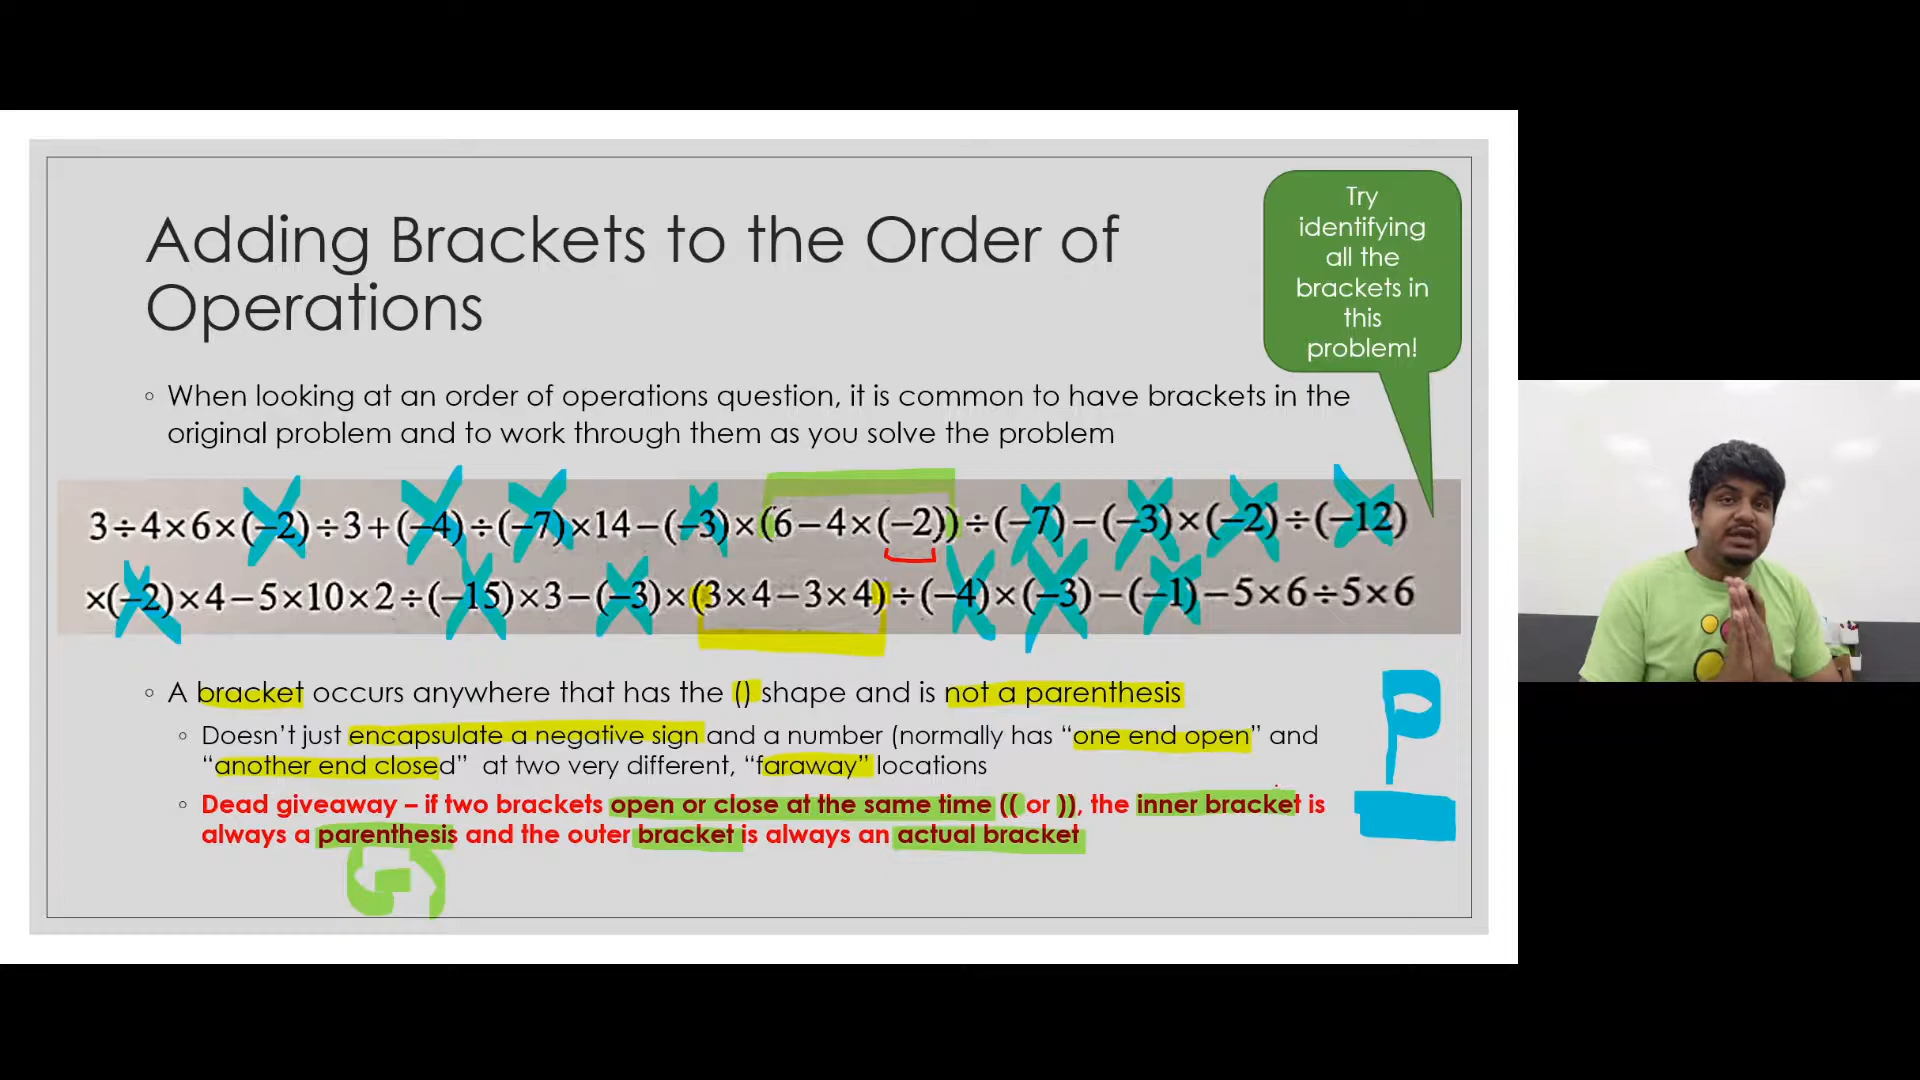 Adding Brackets to the Order of
Operations
Try
identifying
all the
brackets in
this
problem!
◦ When looking at an order of operations question, it is common to have brackets in the
original problem and to work through them as you solve the problem
3÷4×6×(−2)÷3+(−4)÷(−7)×14−(−3)×(6−4×(−2))÷(−7)−(−3)×(−2)÷(−12)
×(−2)×4−5×10×2÷(−15)×3−(−3)×(3×4−3×4)÷(−4)×(−3)−(−1)−5×6÷5×6
◦ A bracket occurs anywhere that has the () shape and is not a parenthesis
◦ Doesn't just encapsulate a negative sign and a number (normally has “one end open” and
“another end closed” at two very different, “faraway” locations
◦ Dead giveaway – if two brackets open or close at the same time (( or )), the inner bracket is
always a parenthesis and the outer bracket is always an actual bracket
P